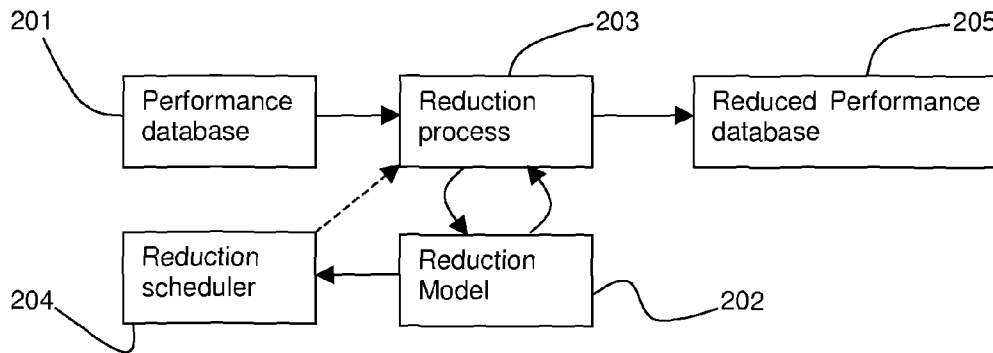 201
203
205
Performance
database
Reduction
process
Reduced Performance
database
Reduction
scheduler
Reduction
Model
204
202